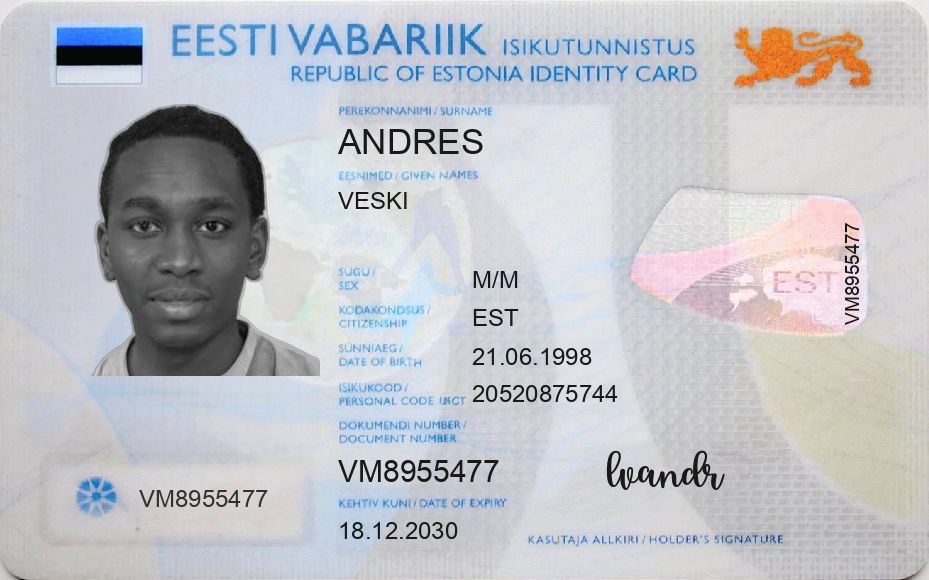 EESTI VABARIIK ISIKUTUNNISTUS
REPUBLIC OF ESTONIA IDENTITY CARD
PEREKONNANIMI / SURNAME
ANDRES
EESNIMED / GIVEN NAMES
VESKI
SUGU /
SEX
M/M
KODAKONDSUS /
CITIZENSHIP
EST
SÜNNIAEG /
DATE OF BIRTH
21.06.1998
ISIKUKOOD /
PERSONAL CODE
20520875744
DOKUMENDI NUMBER /
DOCUMENT NUMBER
VM8955477
KEHTIV KUNI / DATE OF EXPIRY
18.12.2030
VM8955477
EST
VM8955477
KASUTAJA ALLKIRI / HOLDER'S SIGNATURE